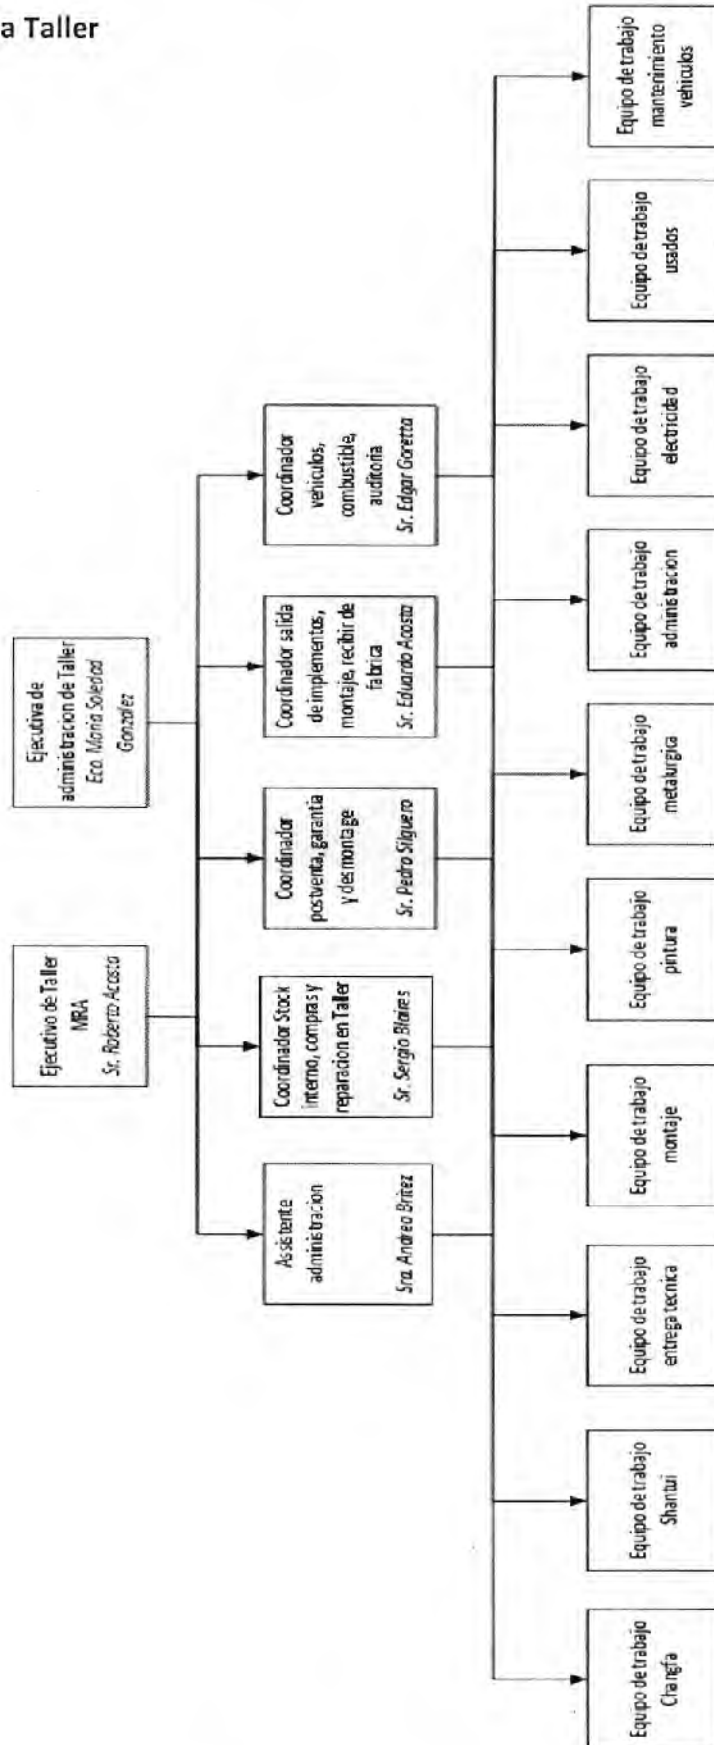 a Taller
Ejecutivo de Taller
MRA
Sr. Roberto Acosta
Ejecutiva de
administracion de Taller
Eco. Maria Soledad
Gonzalez
Assistente
administracion
Sra. Andrea Britez
Coordinador Stock
interno, compras y
reparacion en Taller
Sr. Sergio Blaires
Coordinador
postventa, garantia
y desmontage
Sr. Pedro Silguero
Coordinador salida
de implementos,
montaje, recibir de
fabrica
Sr. Eduardo Acosta
Coordinador
vehiculos,
combustible,
auditoria
Sr. Edgar Goretta
Equipo de trabajo
Changfa
Equipo de trabajo
Shantui
Equipo de trabajo
entrega tecnica
Equipo de trabajo
montaje
Equipo de trabajo
pintura
Equipo de trabajo
metalurgica
Equipo de trabajo
administracion
Equipo de trabajo
electricidad
Equipo de trabajo
usados
Equipo de trabajo
mantenimiento
vehiculos